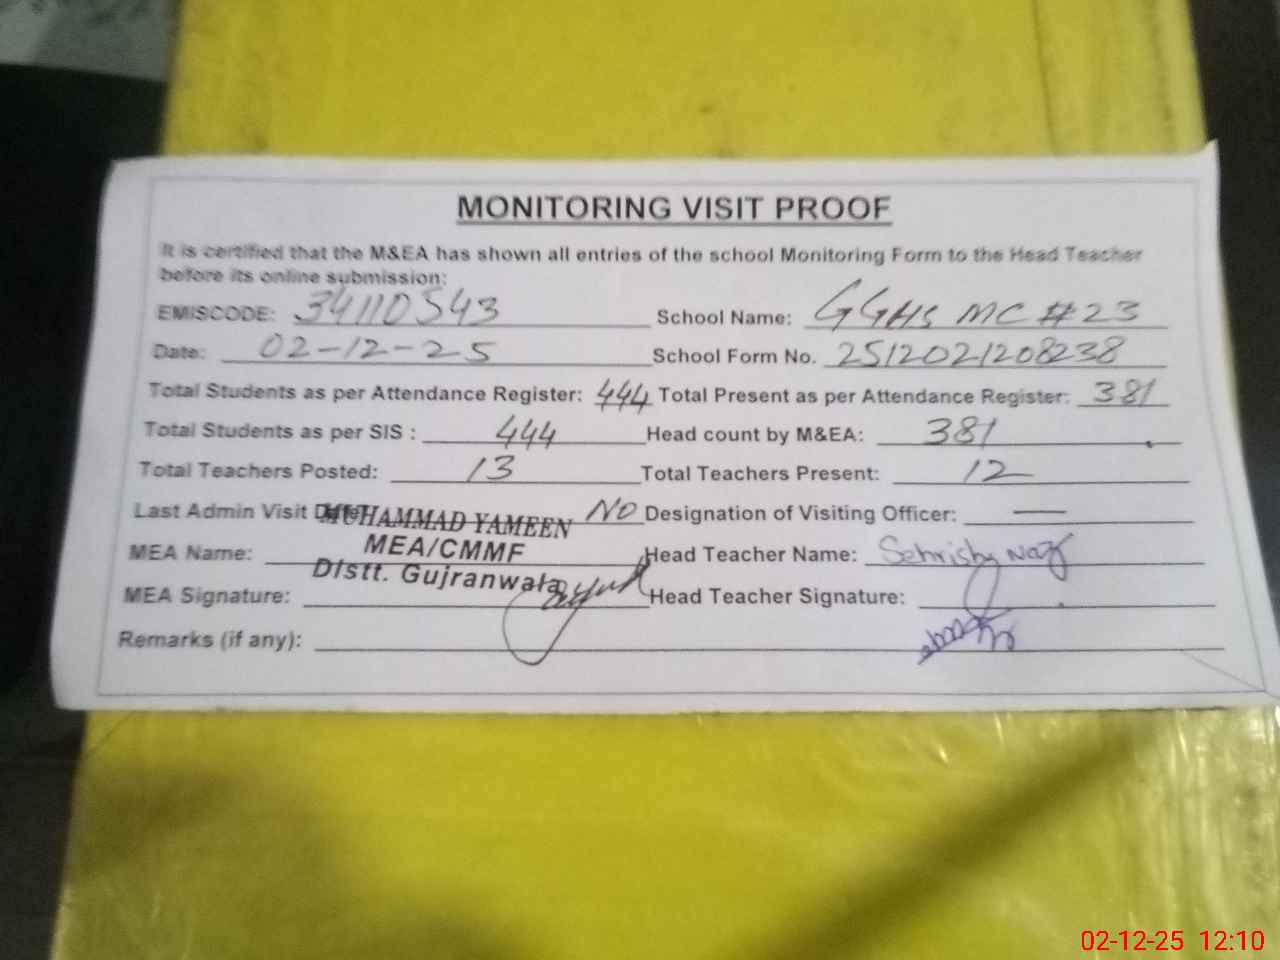 MONITORING VISIT PROOF
It is certified that the M&EA has shown all entries of the school Monitoring Form to the Head Teacher
before its online submission:
EMISCODE: 34110543 School Name: GGHS MC #23
Date: 02-12-25 School Form No. 2512021208238
Total Students as per Attendance Register: 444 Total Present as per Attendance Register: 381
Total Students as per SIS : 444 Head count by M&EA: 381
Total Teachers Posted: 13 Total Teachers Present: 12
Last Admin Visit Date: NO Designation of Visiting Officer: —
MUHAMMAD YAMEEN
MEA/CMMF
Distt. Gujranwala
MEA Name: Head Teacher Name: Sehrish Naz
MEA Signature: Head Teacher Signature:
Remarks (if any):
02-12-25 12:10